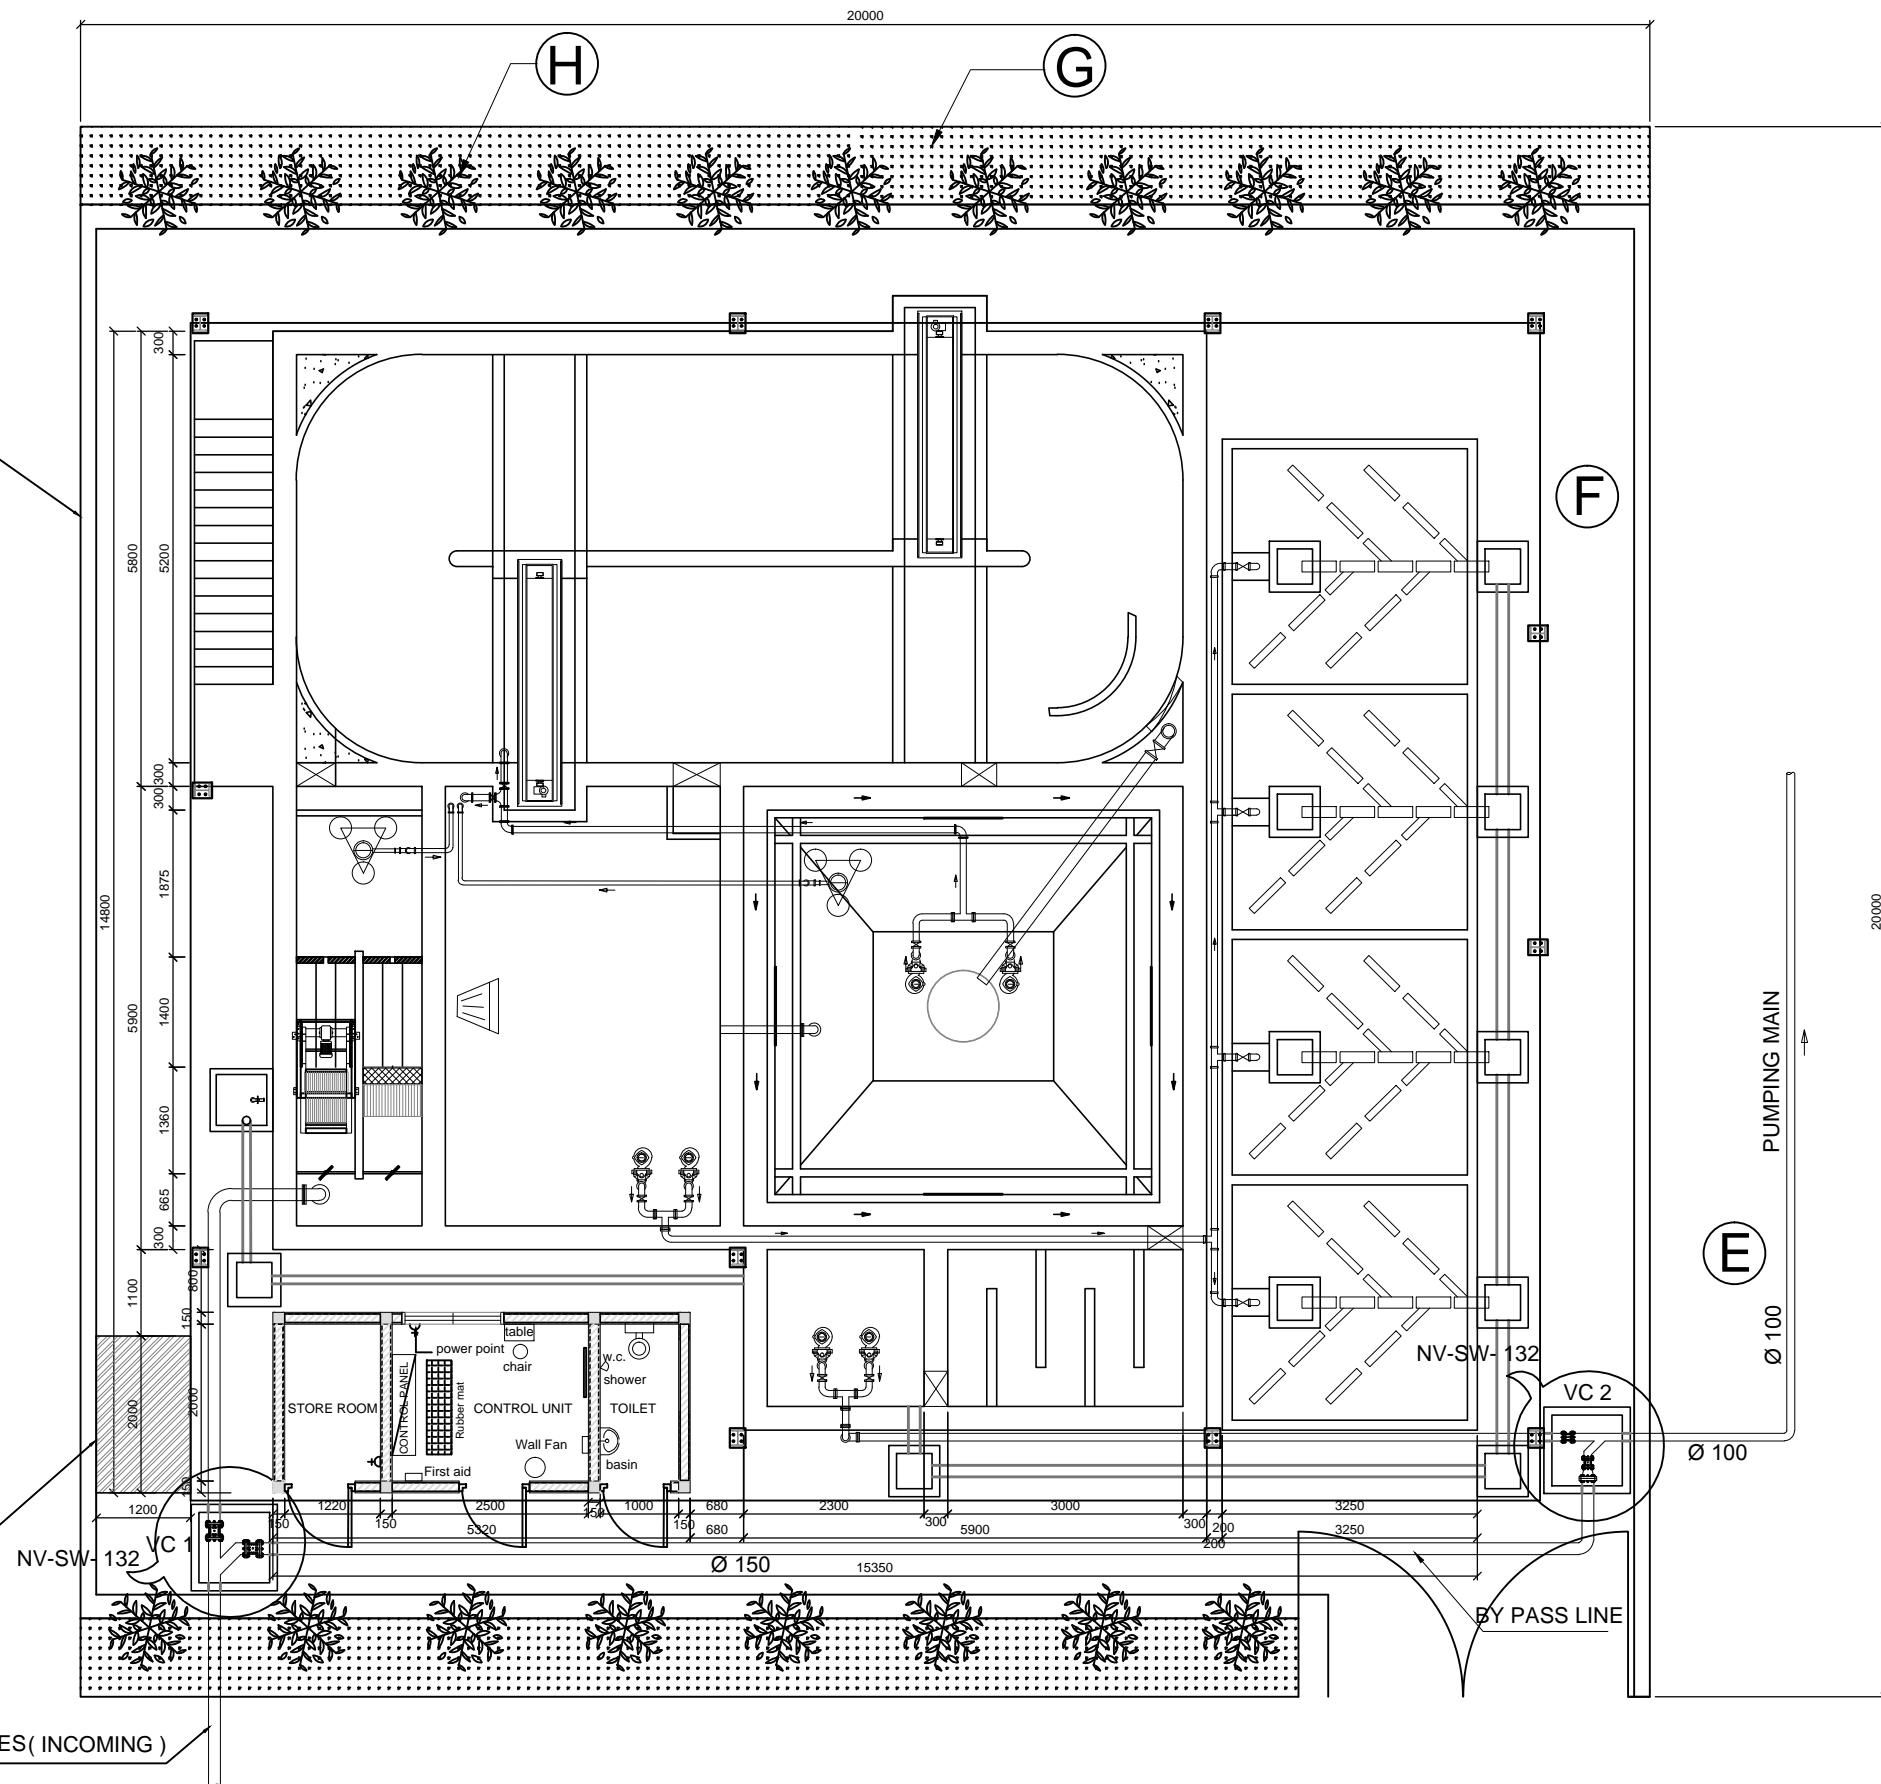 20000
H
G
F
300
5800
5200
300
300
14800
1875
5900
1400
20000
PUMPING MAIN
1360
665
300
E
1100
800
150
Ø 100
NV-SW- 132
VC 2
table
power point
chair
w.c.
shower
CONTROL PANEL
Rubber mat
STORE ROOM
CONTROL UNIT
TOILET
2000
2000
Wall Fan
basin
First aid
Ø 100
150
1200
1220
2500
1000
680
2300
3000
3250
150
150
150
150
300
300
200
5320
680
5900
3250
200
VC 1
NV-SW- 132
Ø 150
15350
BY PASS LINE
ES( INCOMING )